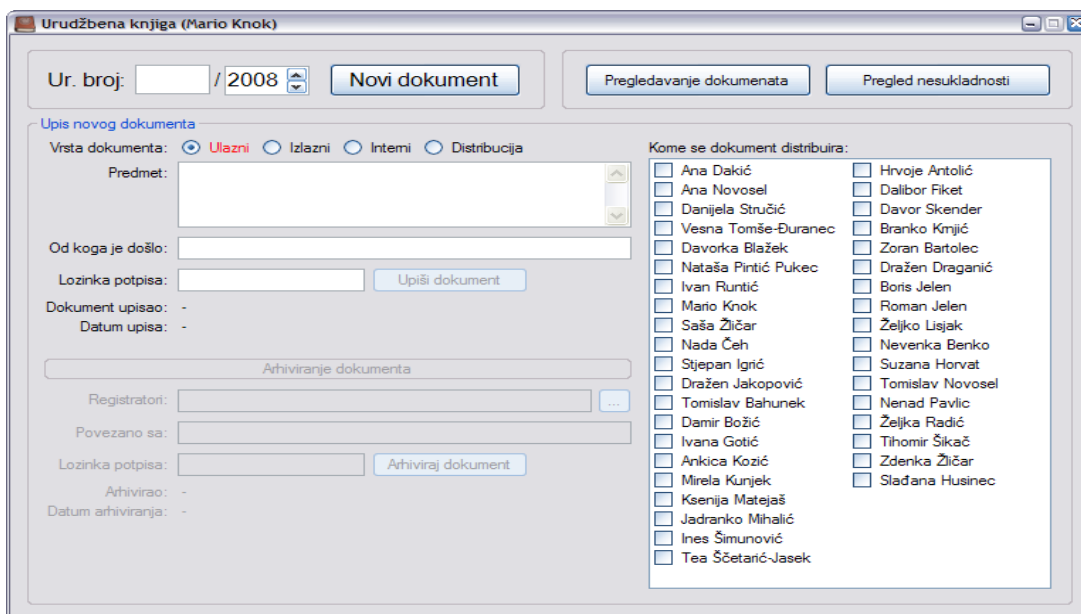 Urudžbena knjiga (Mario Knok)
Ur. broj: / 2008 Novi dokument
Pregledavanje dokumenata Pregled nesukladnosti
Upis novog dokumenta
Vrsta dokumenta: Ulazni Izlazni Interni Distribucija
Predmet:
Od koga je došlo:
Lozinka potpisa: Upiši dokument
Dokument upisao: -
Datum upisa: -
Arhiviranje dokumenta
Registratori: ...
Povezano sa:
Lozinka potpisa: Arhiviraj dokument
Arhivirao: -
Datum arhiviranja: -
Kome se dokument distribuira:
Ana Dakić
Ana Novosel
Danijela Stručić
Vesna Tomše-Đuranec
Davorka Blažek
Nataša Pintić Pukec
Ivan Runtić
Mario Knok
Saša Žličar
Nada Čeh
Stjepan Igrić
Dražen Jakopović
Tomislav Bahunek
Damir Božić
Ivana Gotić
Ankica Kozić
Mirela Kunjek
Ksenija Matejaš
Jadranko Mihalić
Ines Šimunović
Tea Ščetarić-Jasek
Hrvoje Antolić
Dalibor Fiket
Davor Skender
Branko Krnjić
Zoran Bartolec
Dražen Draganić
Boris Jelen
Roman Jelen
Željko Lisjak
Nevenka Benko
Suzana Horvat
Tomislav Novosel
Nenad Pavlic
Željka Radić
Tihomir Šikač
Zdenka Žličar
Slađana Husinec